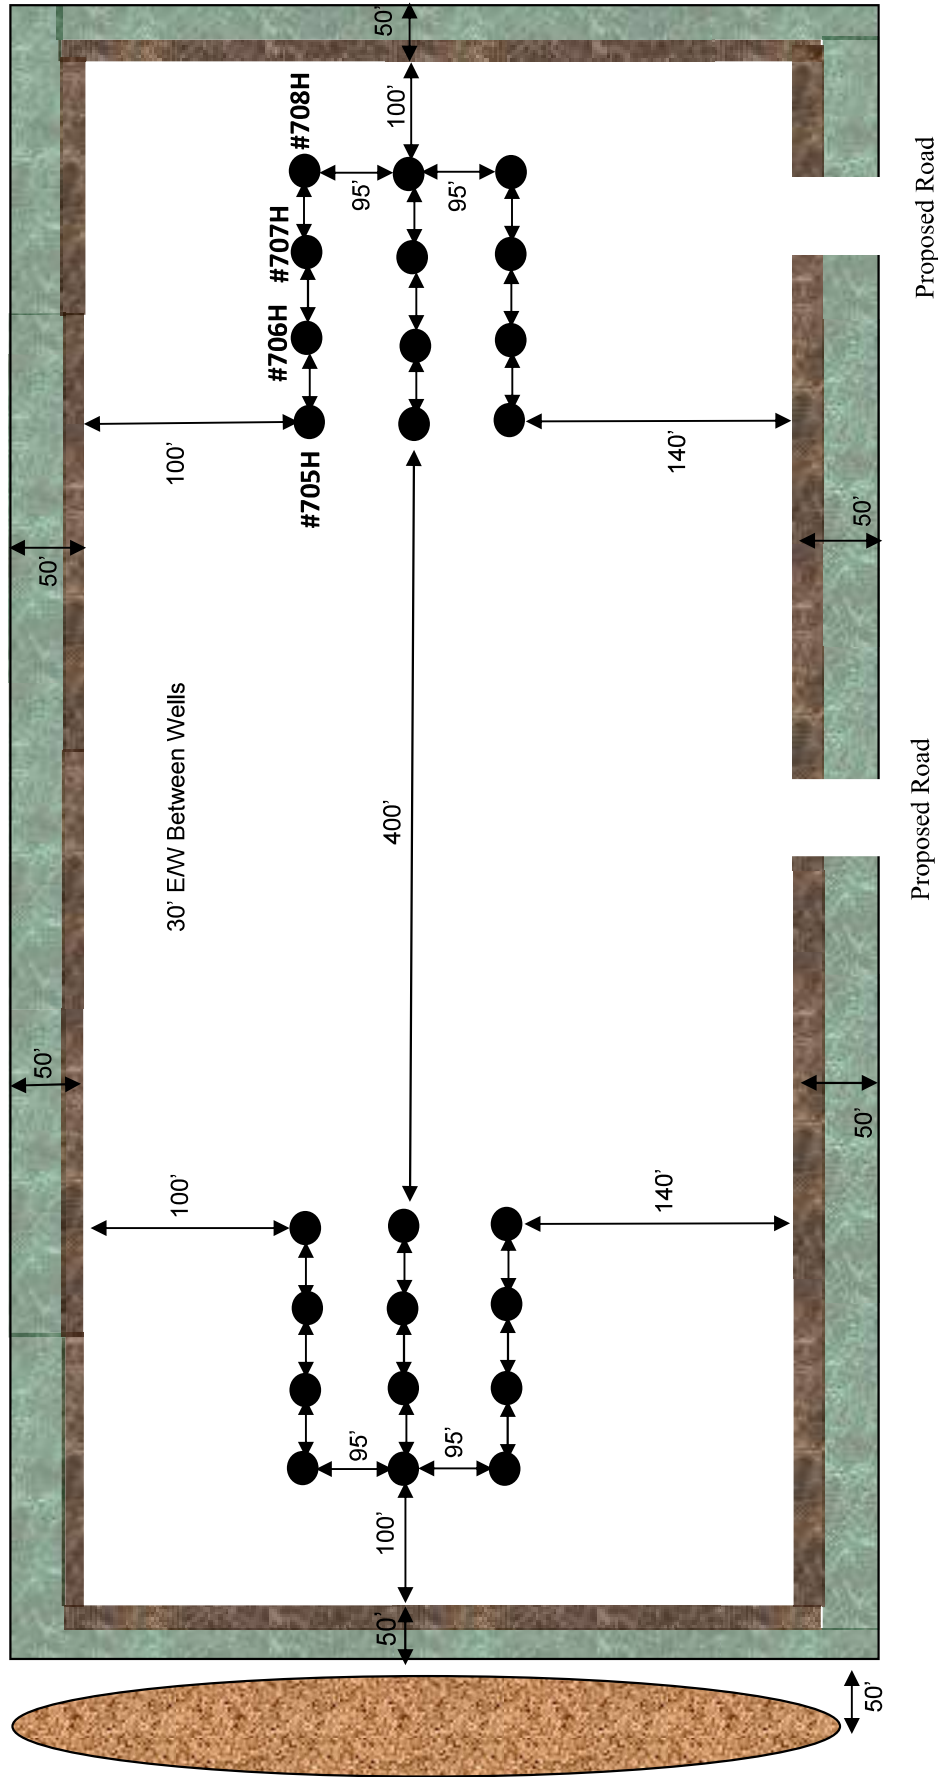 50’
100’
#708H
95’
95’
#707H
#706H
#705H
100’
140’
50’
50’
Proposed Road
30’ E/W Between Wells
400’
Proposed Road
50’
50’
100’
140’
95’
95’
100’
50’
50’